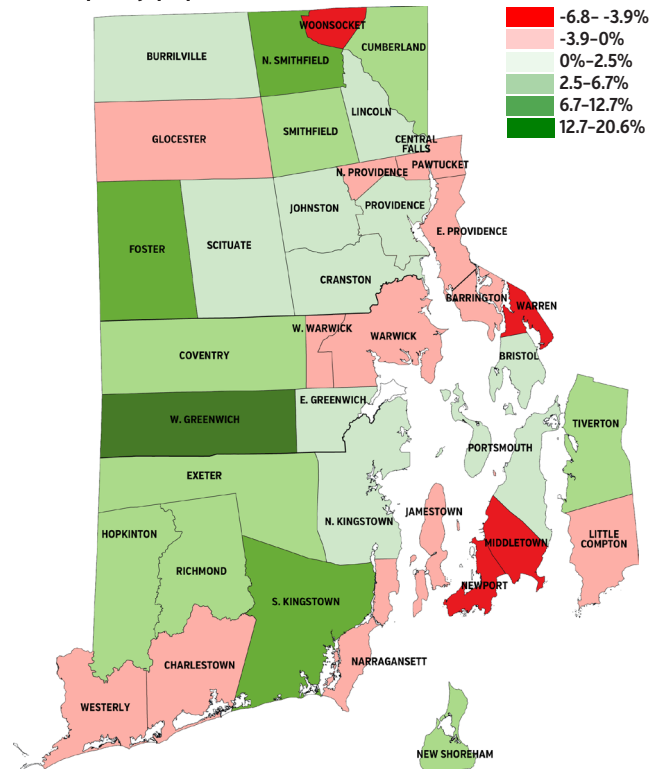 -6.8– -3.9%
-3.9–0%
0%–2.5%
2.5–6.7%
6.7–12.7%
12.7–20.6%
WOONSOCKET
CUMBERLAND
BURRILVILLE
N. SMITHFIELD
LINCOLN
SMITHFIELD
GLOCESTER
CENTRAL
FALLS
PAWTUCKET
N. PROVIDENCE
PROVIDENCE
JOHNSTON
E. PROVIDENCE
FOSTER
SCITUATE
CRANSTON
BARRINGTON
WARREN
W. WARWICK
WARWICK
COVENTRY
BRISTOL
E. GREENWICH
W. GREENWICH
TIVERTON
PORTSMOUTH
EXETER
JAMESTOWN
N. KINGSTOWN
HOPKINTON
LITTLE
COMPTON
MIDDLETOWN
RICHMOND
NEWPORT
S. KINGSTOWN
NARRAGANSETT
CHARLESTOWN
WESTERLY
NEW SHOREHAM